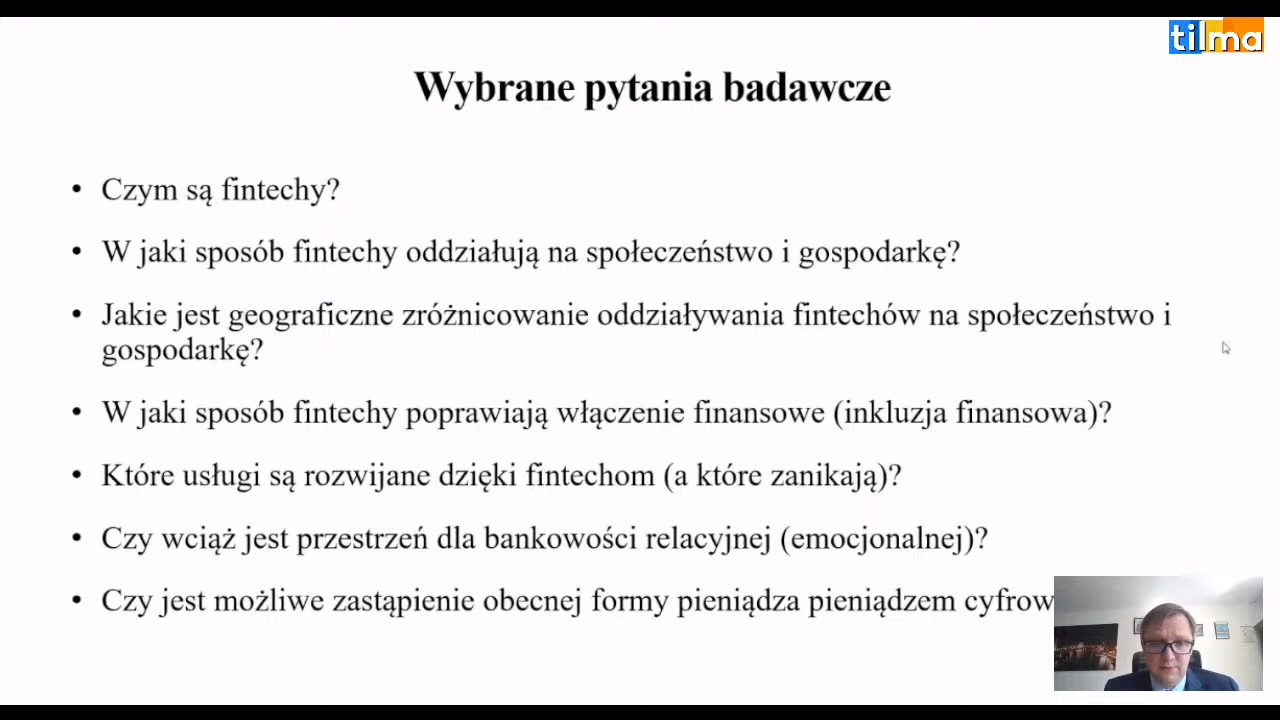 tilma
Wybrane pytania badawcze
• Czym są fintechy?
• W jaki sposób fintechy oddziałują na społeczeństwo i gospodarkę?
• Jakie jest geograficzne zróżnicowanie oddziaływania fintechów na społeczeństwo i
gospodarkę?
• W jaki sposób fintechy poprawiają włączenie finansowe (inkluzja finansowa)?
• Które usługi są rozwijane dzięki fintechom (a które zanikają)?
• Czy wciąż jest przestrzeń dla bankowości relacyjnej (emocjonalnej)?
• Czy jest możliwe zastąpienie obecnej formy pieniądza pieniądzem